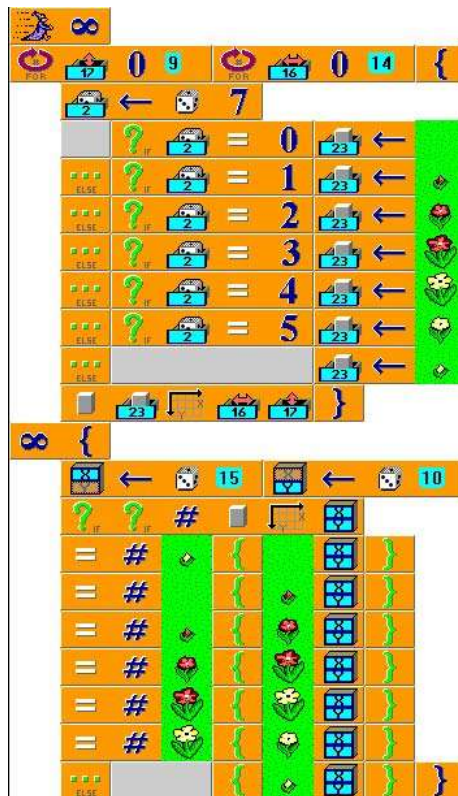 ∞
FOR 17 0 9 FOR 16 0 14 {
2 ← 7
? IF 2 = 0 23 ←
... ELSE ? IF 2 = 1 23 ←
... ELSE ? IF 2 = 2 23 ←
... ELSE ? IF 2 = 3 23 ←
... ELSE ? IF 2 = 4 23 ←
... ELSE ? IF 2 = 5 23 ←
... ELSE 23 ←
23 X 16 17 }
∞ {
X ← 15 Y ← 10
? IF ? IF # X X Y
= # { X Y }
= # { X Y }
= # { X Y }
= # { X Y }
= # { X Y }
= # { X Y }
... ELSE { X Y } }